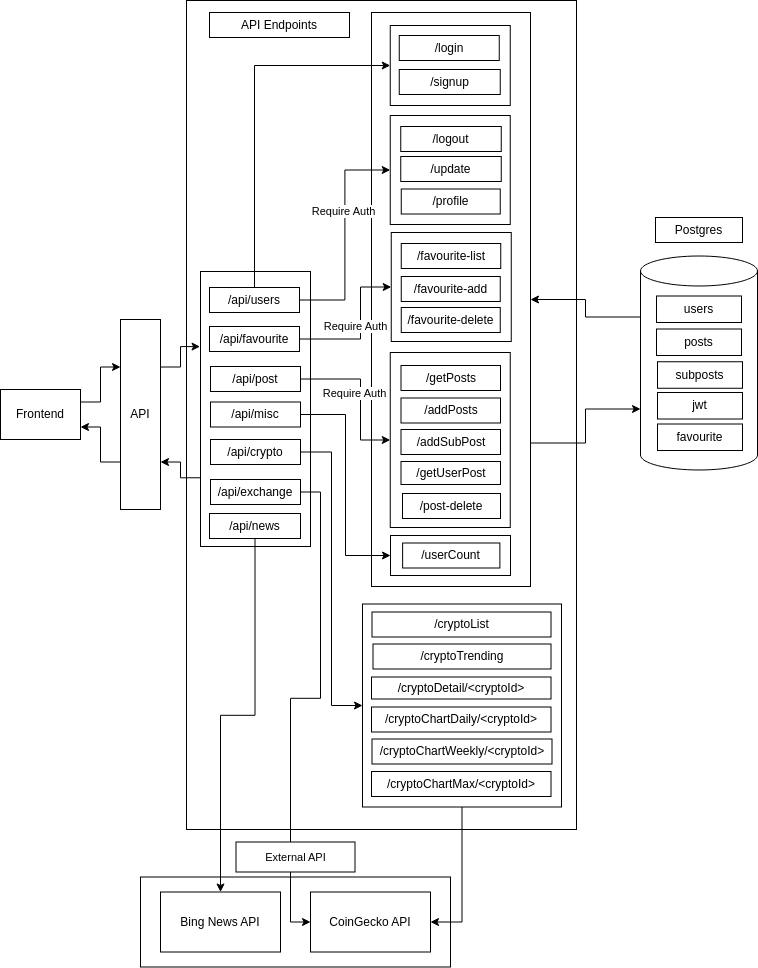 API Endpoints
/login
/signup
/logout
/update
/profile
Require Auth
/favourite-list
/favourite-add
/favourite-delete
Require Auth
/api/users
/api/favourite
/api/post
/api/misc
/api/crypto
/api/exchange
/api/news
Require Auth
/getPosts
/addPosts
/addSubPost
/getUserPost
/post-delete
/userCount
Frontend
API
Postgres
users
posts
subposts
jwt
favourite
/cryptoList
/cryptoTrending
/cryptoDetail/<cryptoId>
/cryptoChartDaily/<cryptoId>
/cryptoChartWeekly/<cryptoId>
/cryptoChartMax/<cryptoId>
External API
Bing News API
CoinGecko API